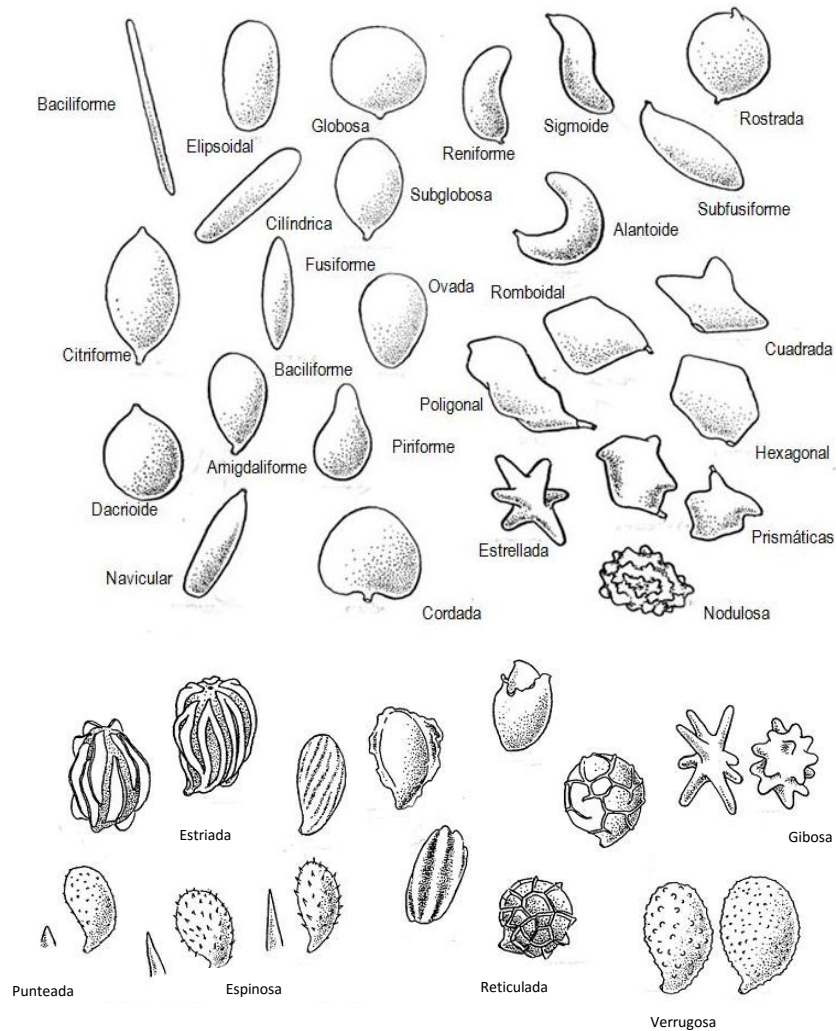 Baciliforme
Elipsoidal
Globosa
Reniforme
Sigmoide
Rostrada
Cilíndrica
Subglobosa
Alantoide
Subfusiforme
Citriforme
Fusiforme
Ovada
Romboidal
Cuadrada
Baciliforme
Poligonal
Hexagonal
Dacrioide
Amigdaliforme
Piriforme
Estrellada
Prismáticas
Navicular
Cordada
Nodulosa
Estriada
Gibosa
Punteada
Espinosa
Reticulada
Verrugosa